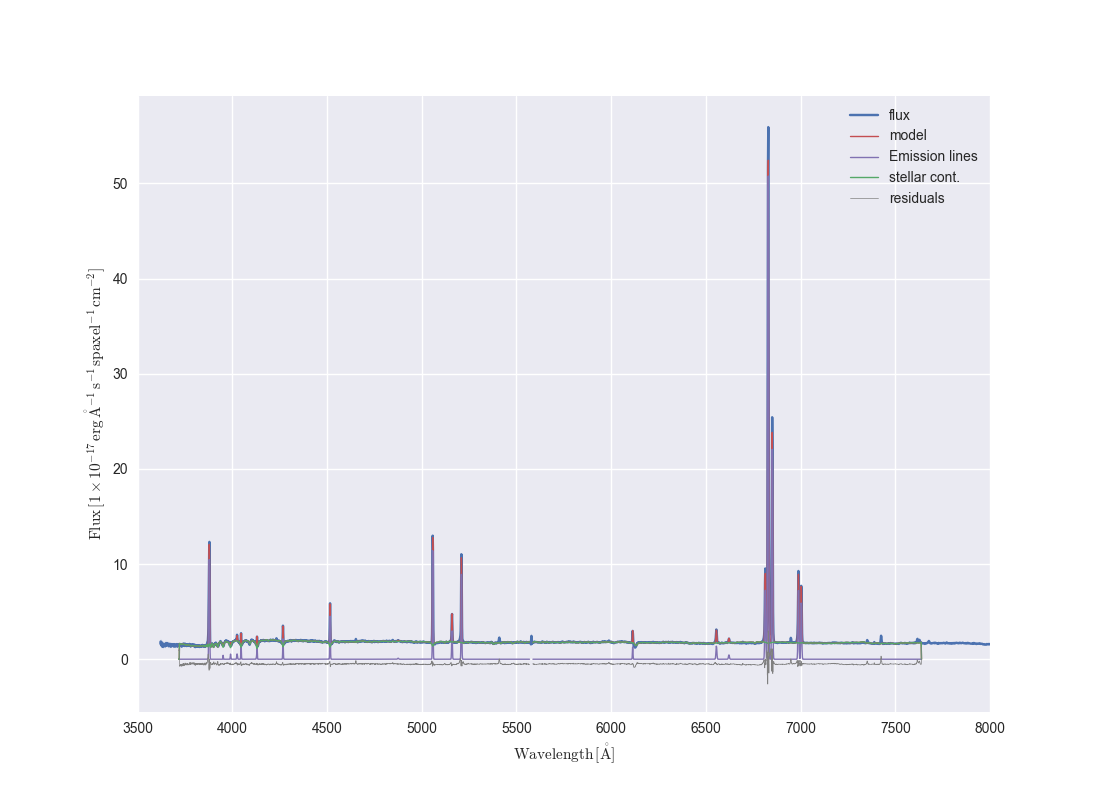 flux
model
Emission lines
stellar cont.
residuals
50
40
30
20
10
0
Flux [1 × 10⁻¹⁷ erg Å⁻¹ s⁻¹ spaxel⁻¹ cm⁻²]
3500 4000 4500 5000 5500 6000 6500 7000 7500 8000
Wavelength [Å]